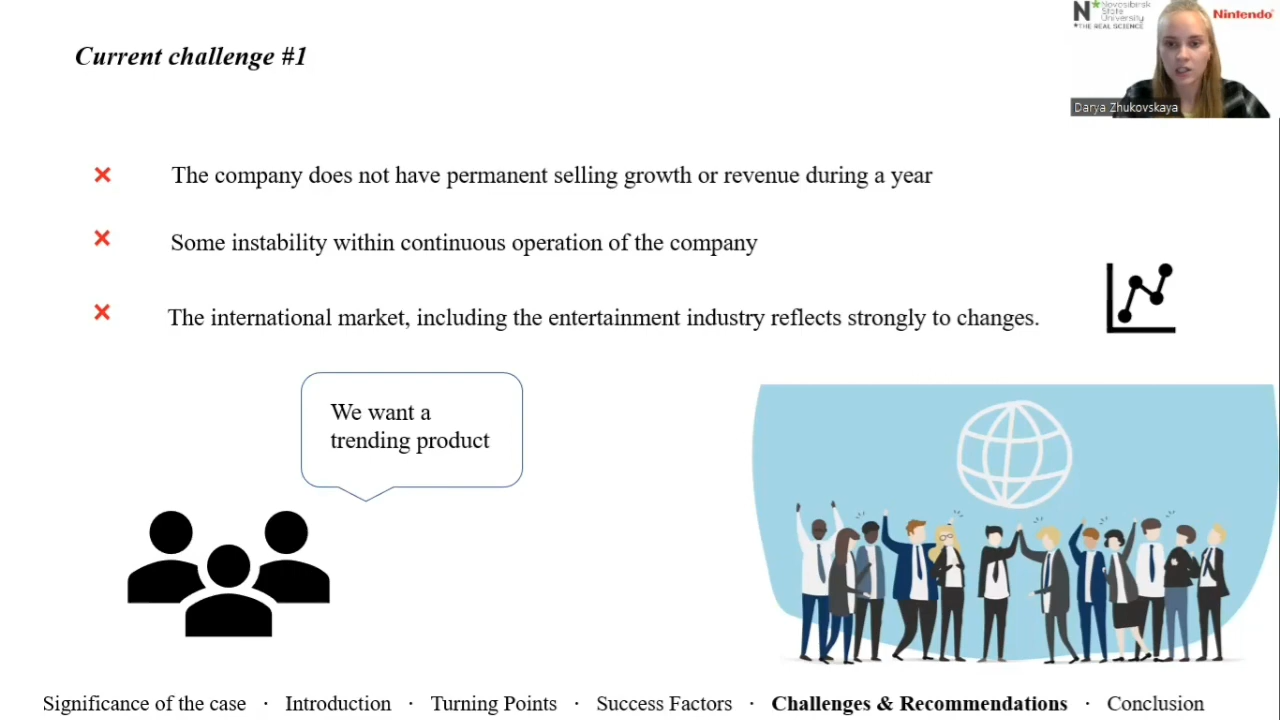 Current challenge #1
N*
Novosibirsk
State
University
*THE REAL SCIENCE
Nintendo
Darya Zhukovskaya
The company does not have permanent selling growth or revenue during a year
Some instability within continuous operation of the company
The international market, including the entertainment industry reflects strongly to changes.
We want a
trending product
Significance of the case · Introduction · Turning Points · Success Factors · Challenges & Recommendations · Conclusion